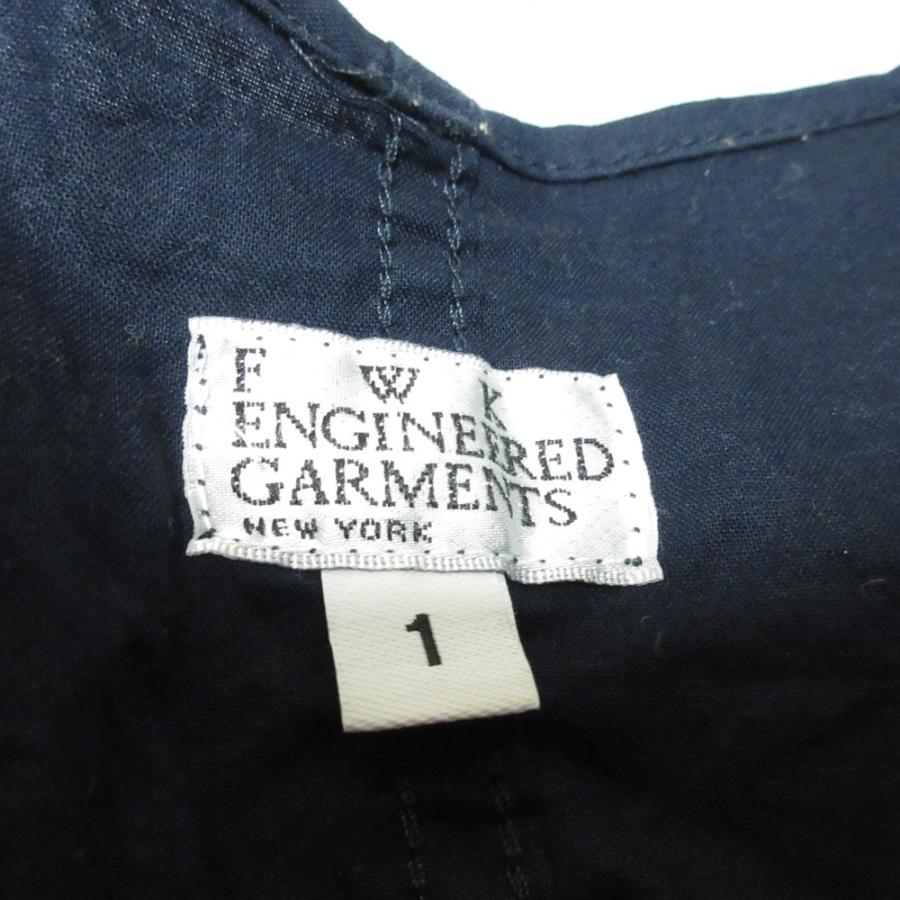 F W K
ENGINEERED
GARMENTS
NEW YORK
1